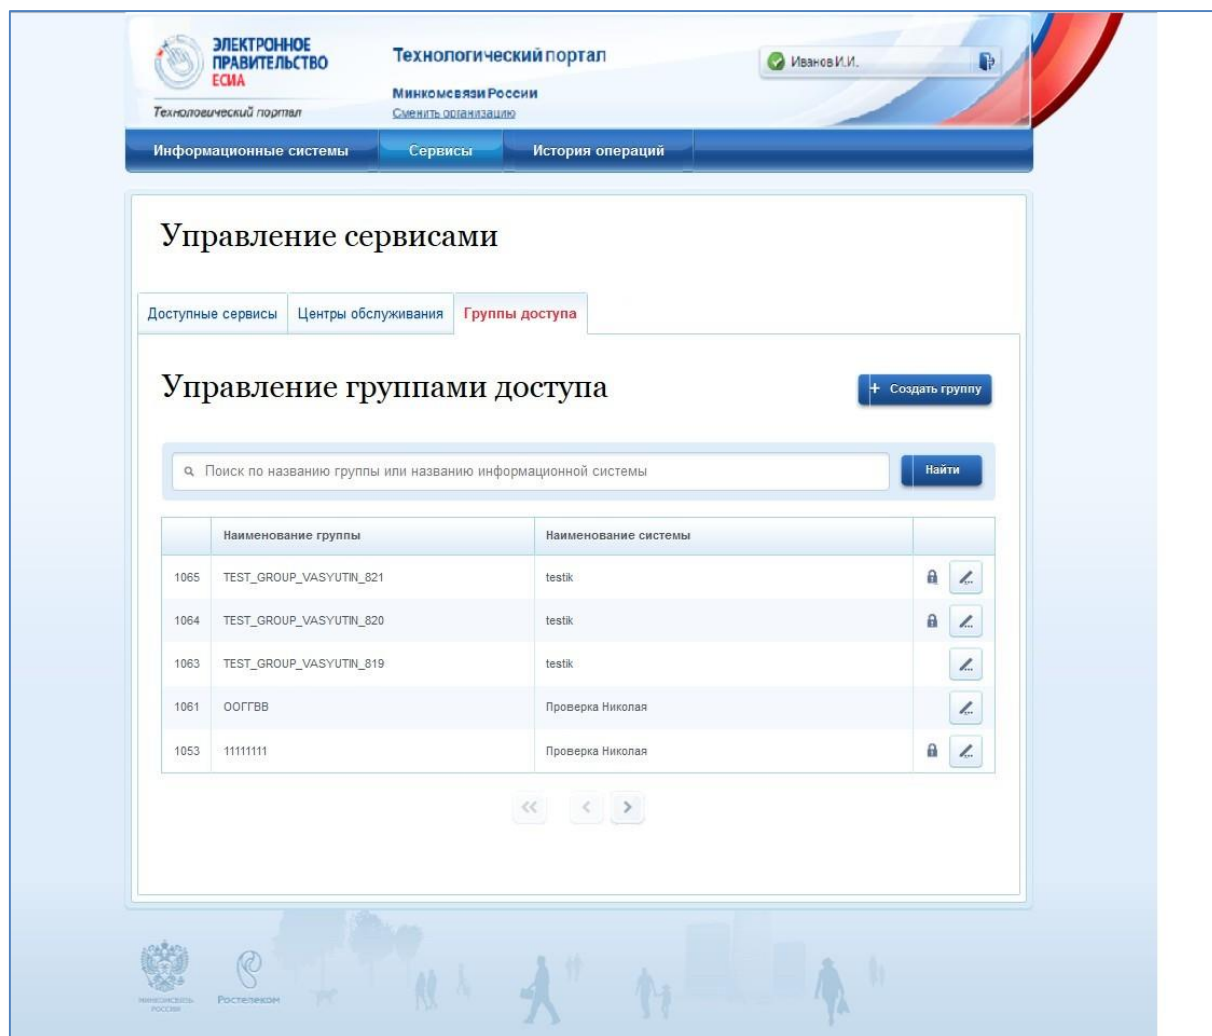 ЭЛЕКТРОННОЕ
ПРАВИТЕЛЬСТВО
ЕСИА
Технологический портал
Технологический портал
Минкомсвязи России
Сменить организацию
Иванов И.И.
Информационные системы Сервисы История операций
Управление сервисами
Доступные сервисы Центры обслуживания Группы доступа
Управление группами доступа
+ Создать группу
Поиск по названию группы или названию информационной системы
Найти
Наименование группы Наименование системы
1065 TEST_GROUP_VASYUTIN_821 testik
1064 TEST_GROUP_VASYUTIN_820 testik
1063 TEST_GROUP_VASYUTIN_819 testik
1061 ООГГВВ Проверка Николая
1053 11111111 Проверка Николая
МИНКОМСВЯЗЬ
РОССИИ
Ростелеком